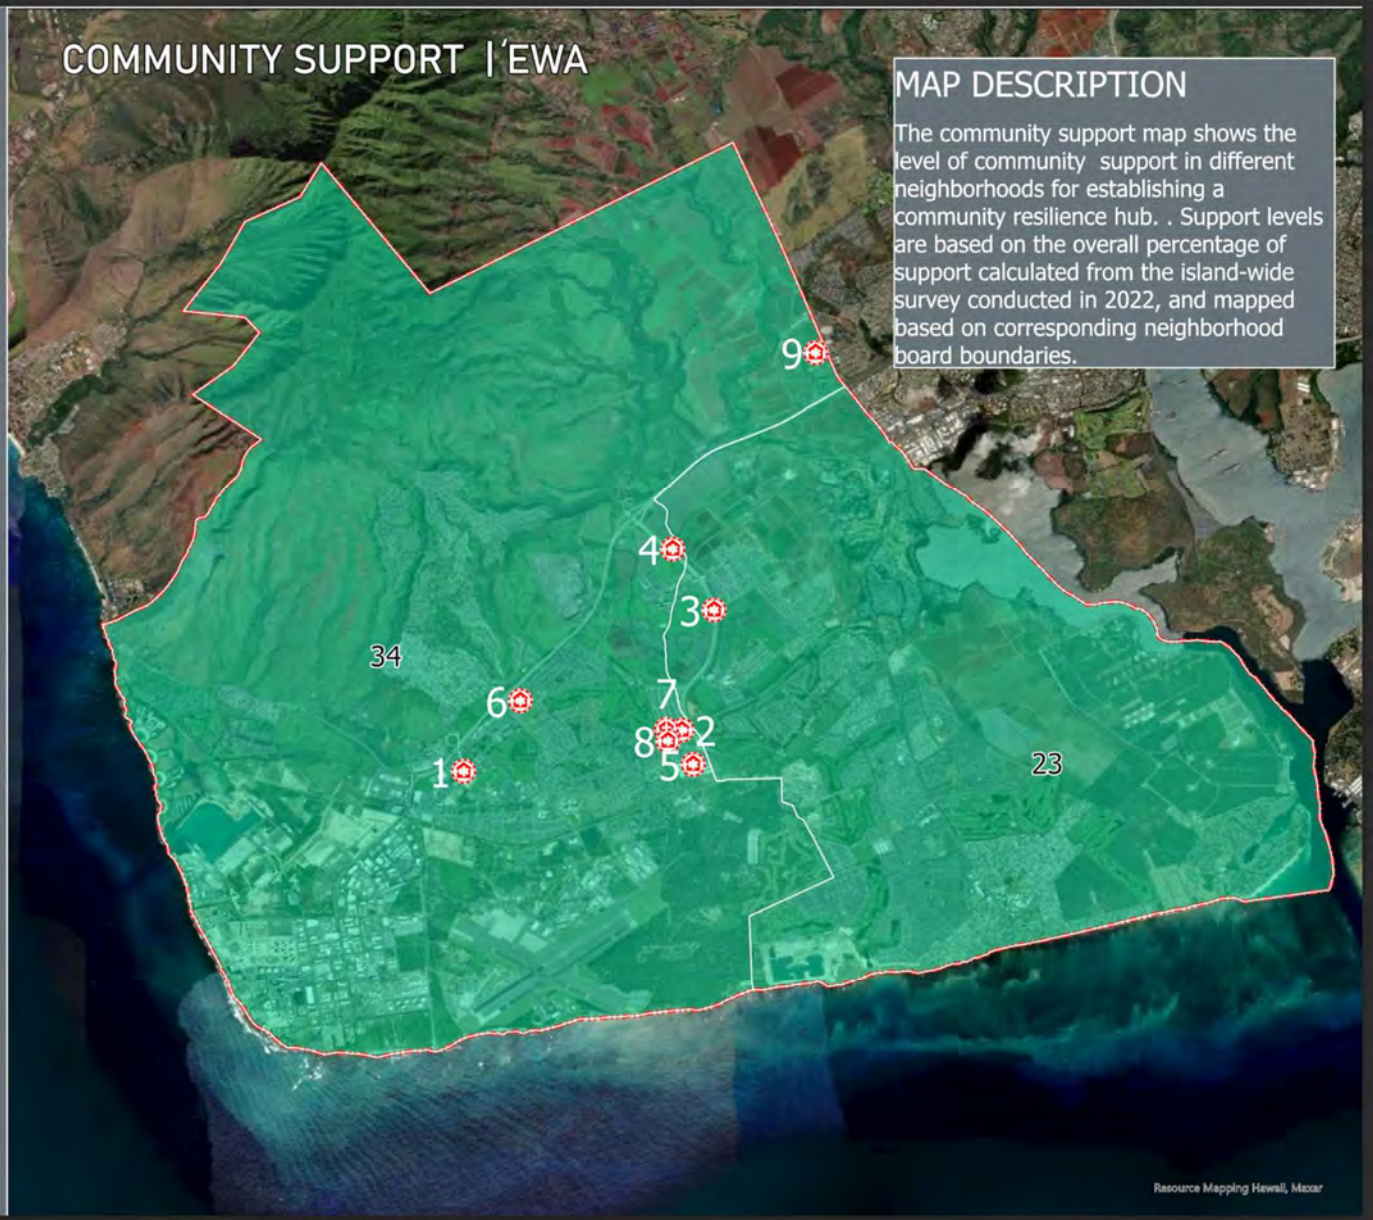 COMMUNITY SUPPORT | ʻEWA
MAP DESCRIPTION
The community support map shows the
level of community  support in different
neighborhoods for establishing a
community resilience hub. . Support levels
are based on the overall percentage of
support calculated from the island-wide
survey conducted in 2022, and mapped
based on corresponding neighborhood
board boundaries.
9
4
3
34
6
7
2
8
5
1
23
Resource Mapping Hawaii, Maxar